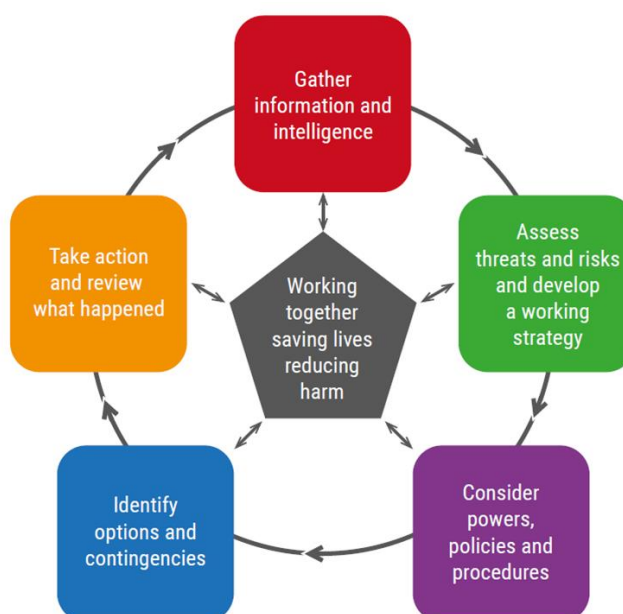 Gather
information and
intelligence
Assess
threats and risks
and develop
a working
strategy
Consider
powers,
policies and
procedures
Identify
options and
contingencies
Take action
and review
what happened
Working
together
saving lives
reducing
harm